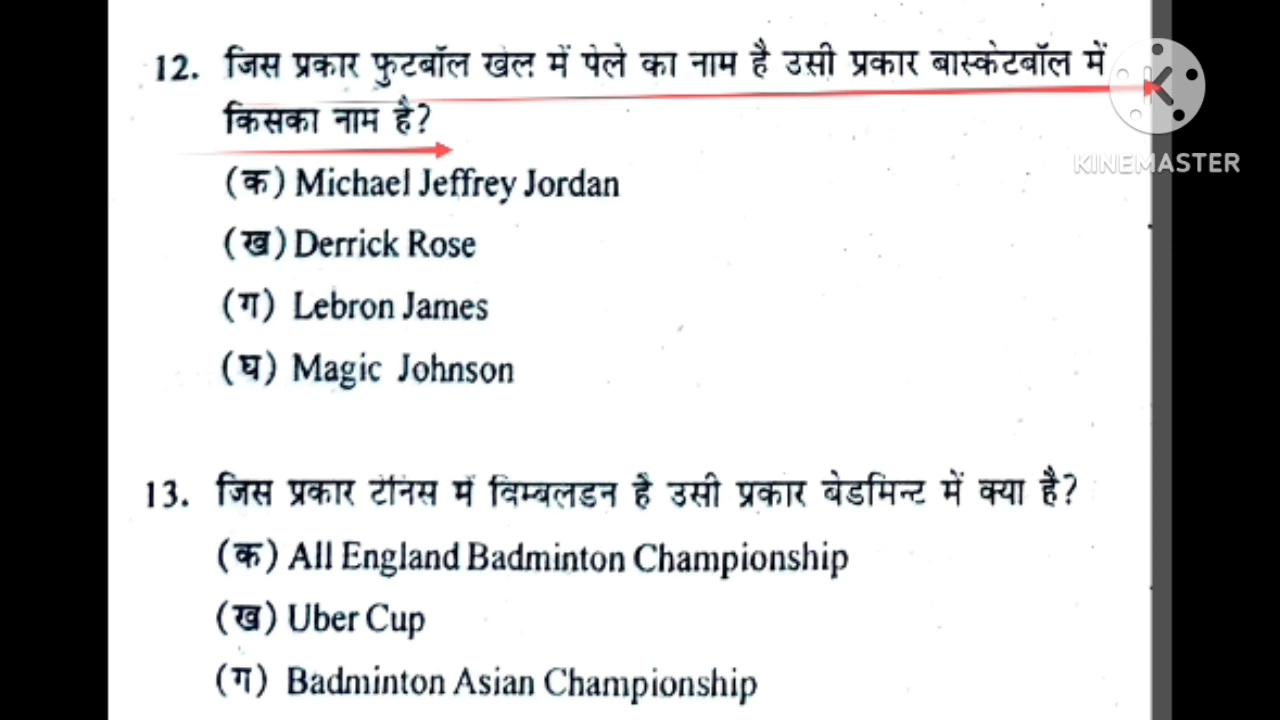 12. जिस प्रकार फुटबॉल खेल में पेले का नाम है उसी प्रकार बास्केटबॉल में
किसका नाम है?
(क) Michael Jeffrey Jordan
(ख) Derrick Rose
(ग) Lebron James
(घ) Magic Johnson
13. जिस प्रकार टेनिस में विम्बलडन है उसी प्रकार बेडमिन्ट में क्या है?
(क) All England Badminton Championship
(ख) Uber Cup
(ग) Badminton Asian Championship
KINEMASTER